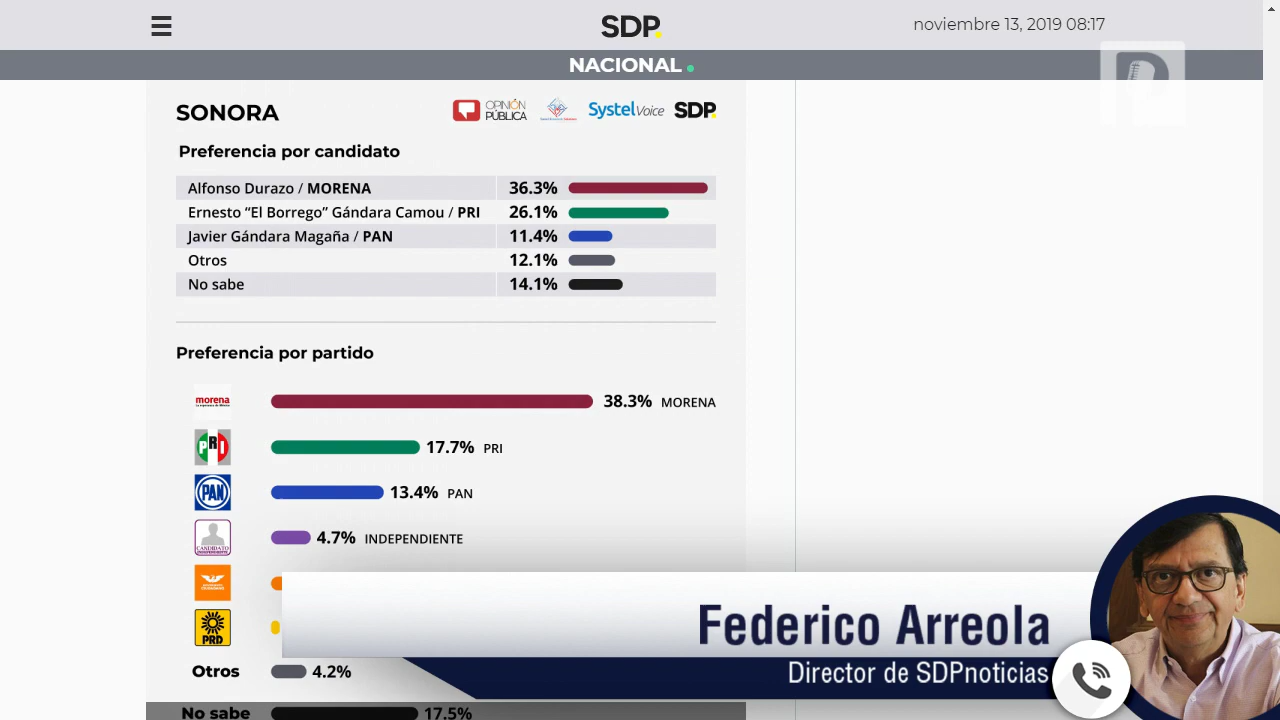 SDP.
noviembre 13, 2019 08:17
NACIONAL.
SONORA
OPINIÓN PÚBLICA
SystelVoice
SDP.
Preferencia por candidato
Alfonso Durazo / MORENA 36.3%
Ernesto “El Borrego” Gándara Camou / PRI 26.1%
Javier Gándara Magaña / PAN 11.4%
Otros 12.1%
No sabe 14.1%
Preferencia por partido
morena 38.3% MORENA
PRI 17.7% PRI
PAN 13.4% PAN
CANDIDATO 4.7% INDEPENDIENTE
PRD
Otros 4.2%
No sabe 17.5%
Federico Arreola
Director de SDPnoticias